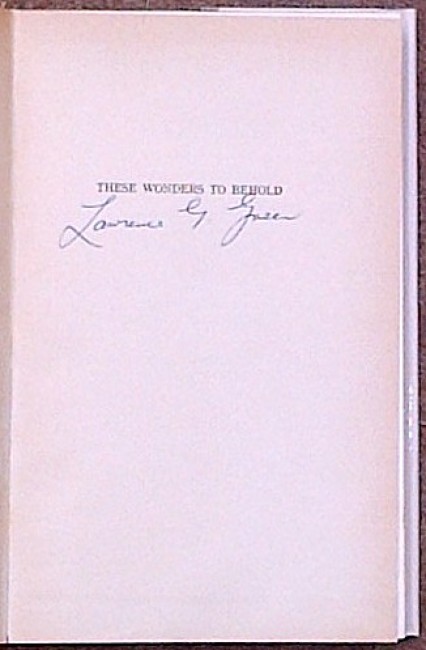 THESE WONDERS TO BEHOLD
Lawrence G. Green